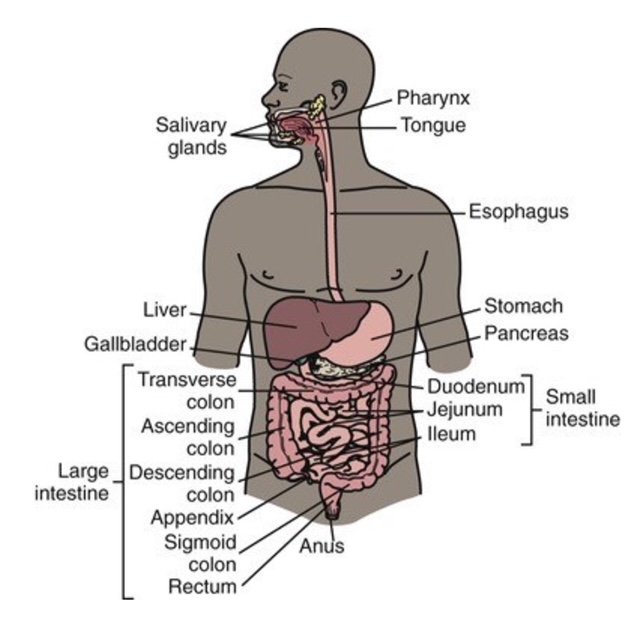 Pharynx
Tongue
Salivary
glands
Esophagus
Liver
Stomach
Gallbladder
Pancreas
Transverse
colon
Duodenum
Jejunum
Ileum
Small
intestine
Ascending
colon
Large
intestine
Descending
colon
Appendix
Sigmoid
colon
Anus
Rectum